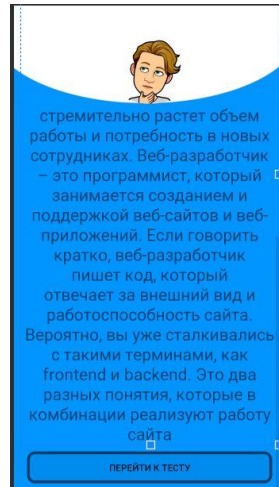 стремительно растет объем
работы и потребность в новых
сотрудниках. Веб-разработчик
– это программист, который
занимается созданием и
поддержкой веб-сайтов и веб-
приложений. Если говорить
кратко, веб-разработчик
пишет код, который
отвечает за внешний вид и
работоспособность сайта.
Вероятно, вы уже сталкивались
с такими терминами, как
frontend и backend. Это два
разных понятия, которые в
комбинации реализуют работу
сайта
ПЕРЕЙТИ К ТЕСТУ